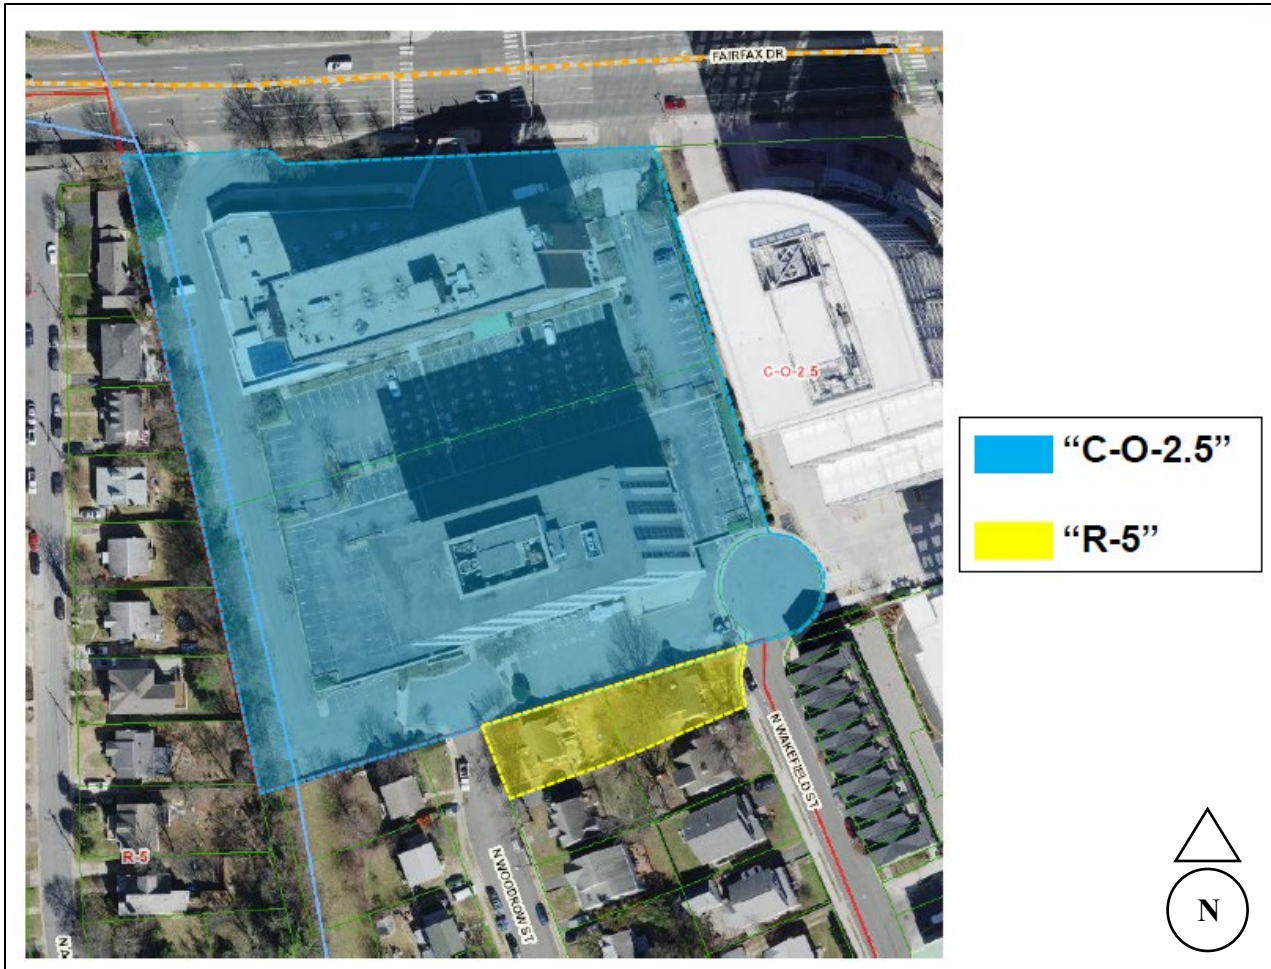 FAIRFAX DR
C-O-2.5
“C-O-2.5”
“R-5”
N WAKEFIELD ST
R-5
N WOODROW ST
N A
N